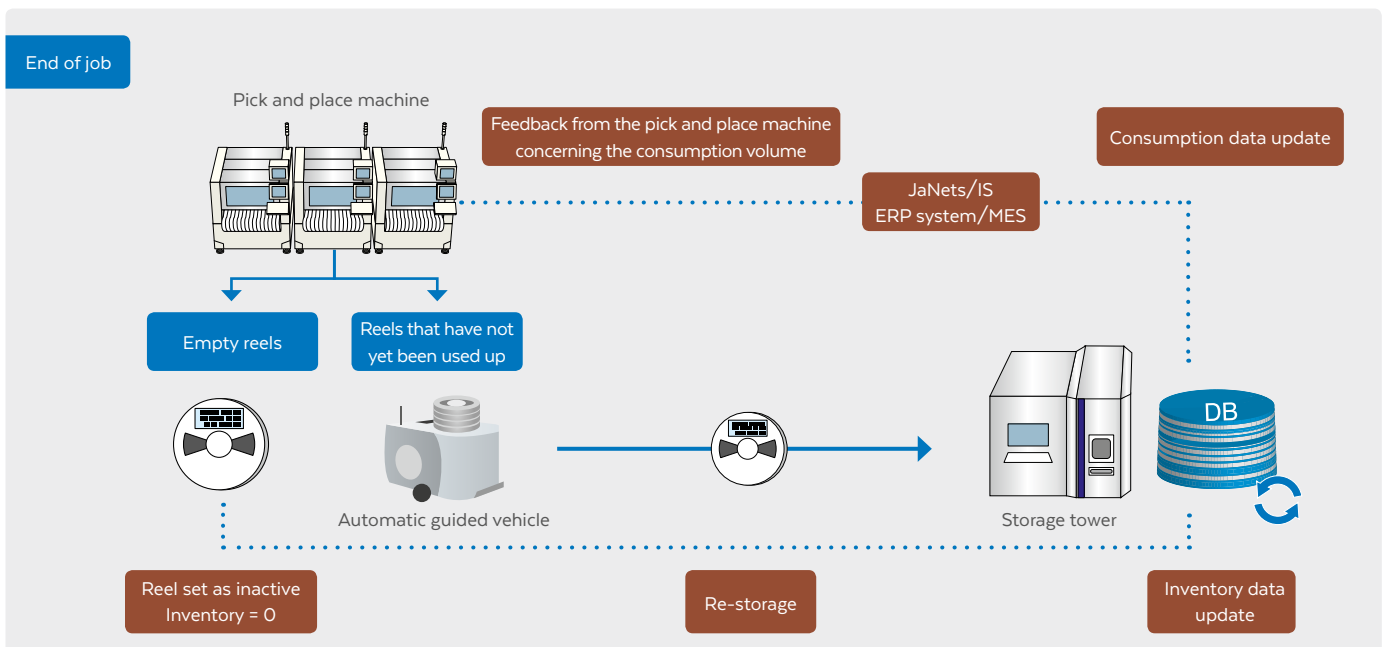 End of job
Pick and place machine
Feedback from the pick and place machine
concerning the consumption volume
Consumption data update
JaNets/IS
ERP system/MES
Empty reels
Reels that have not
yet been used up
DB
Automatic guided vehicle
Storage tower
Reel set as inactive
Inventory = 0
Re-storage
Inventory data
update